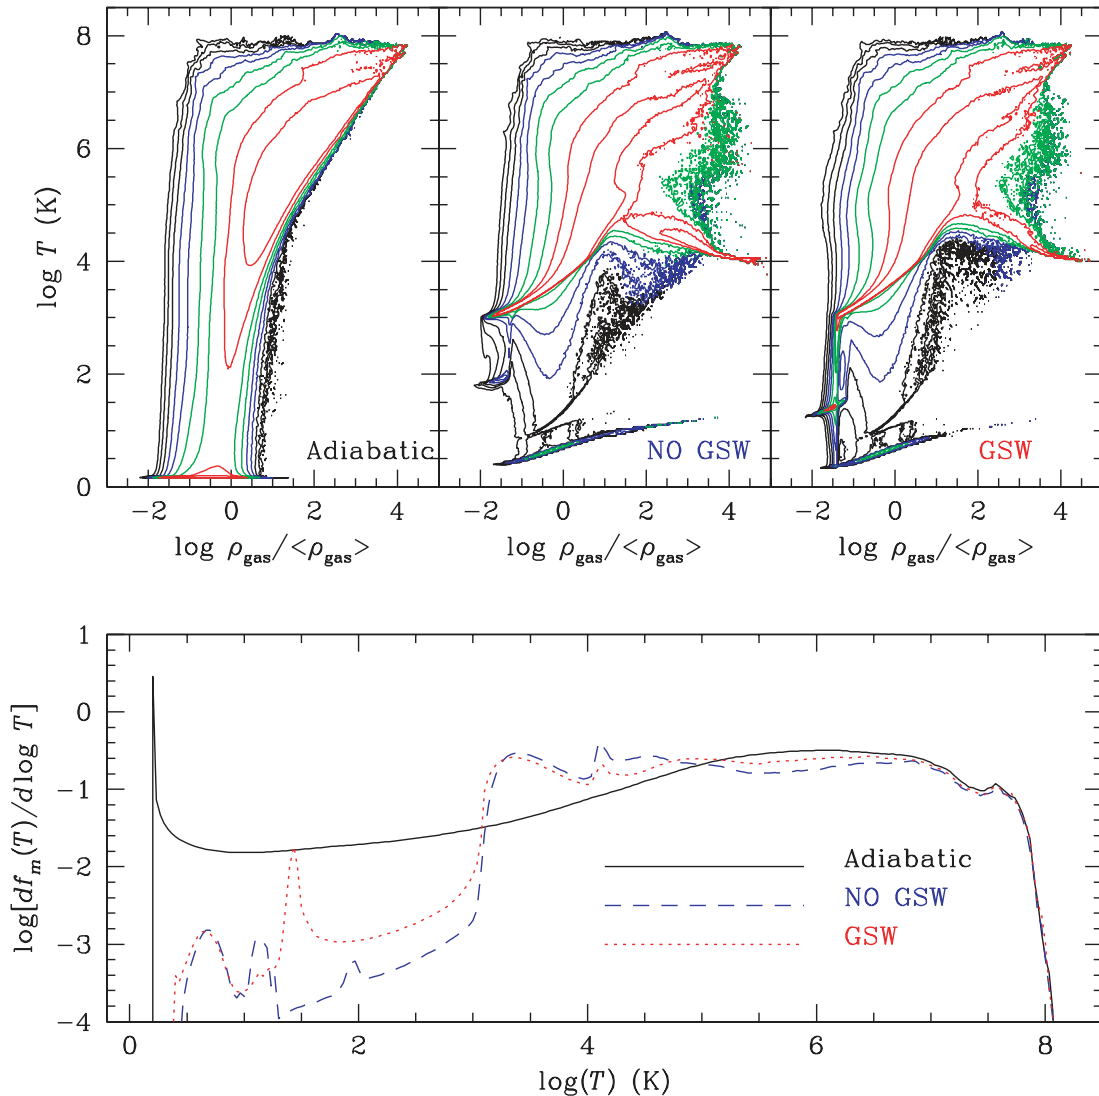 8
6
4
2
0
log T (K)
Adiabatic
NO GSW
GSW
−2 0 2 4 −2 0 2 4 −2 0 2 4
log ρgas/<ρgas> log ρgas/<ρgas> log ρgas/<ρgas>
1
0
−1
−2
−3
−4
log[dfm(T)/dlog T]
Adiabatic
NO GSW
GSW
0 2 4 6 8
log(T) (K)